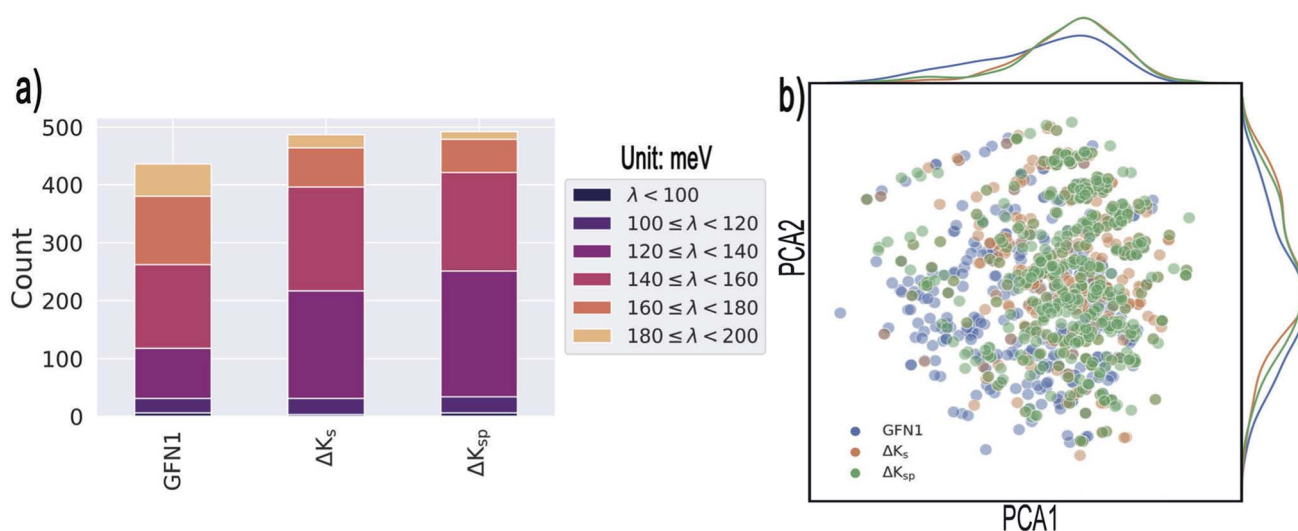 a)
500
400
300
200
100
0
Count
GFN1
ΔKs
ΔKsp
Unit: meV
λ < 100
100 ≤ λ < 120
120 ≤ λ < 140
140 ≤ λ < 160
160 ≤ λ < 180
180 ≤ λ < 200
b)
PCA2
GFN1
ΔKs
ΔKsp
PCA1